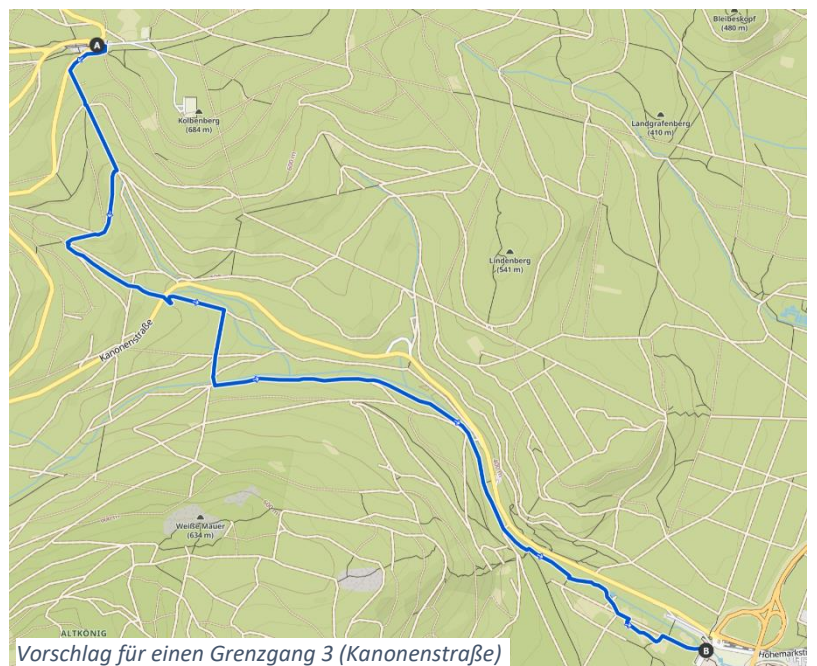 Bleibeskopf
(480 m)
A
Kolbenberg
(684 m)
Landgrafenberg
(410 m)
Lindenberg
(541 m)
Kanonenstraße
Weiße Mauer
(634 m)
ALTKÖNIG
B
Hohemarkstr
Vorschlag für einen Grenzgang 3 (Kanonenstraße)